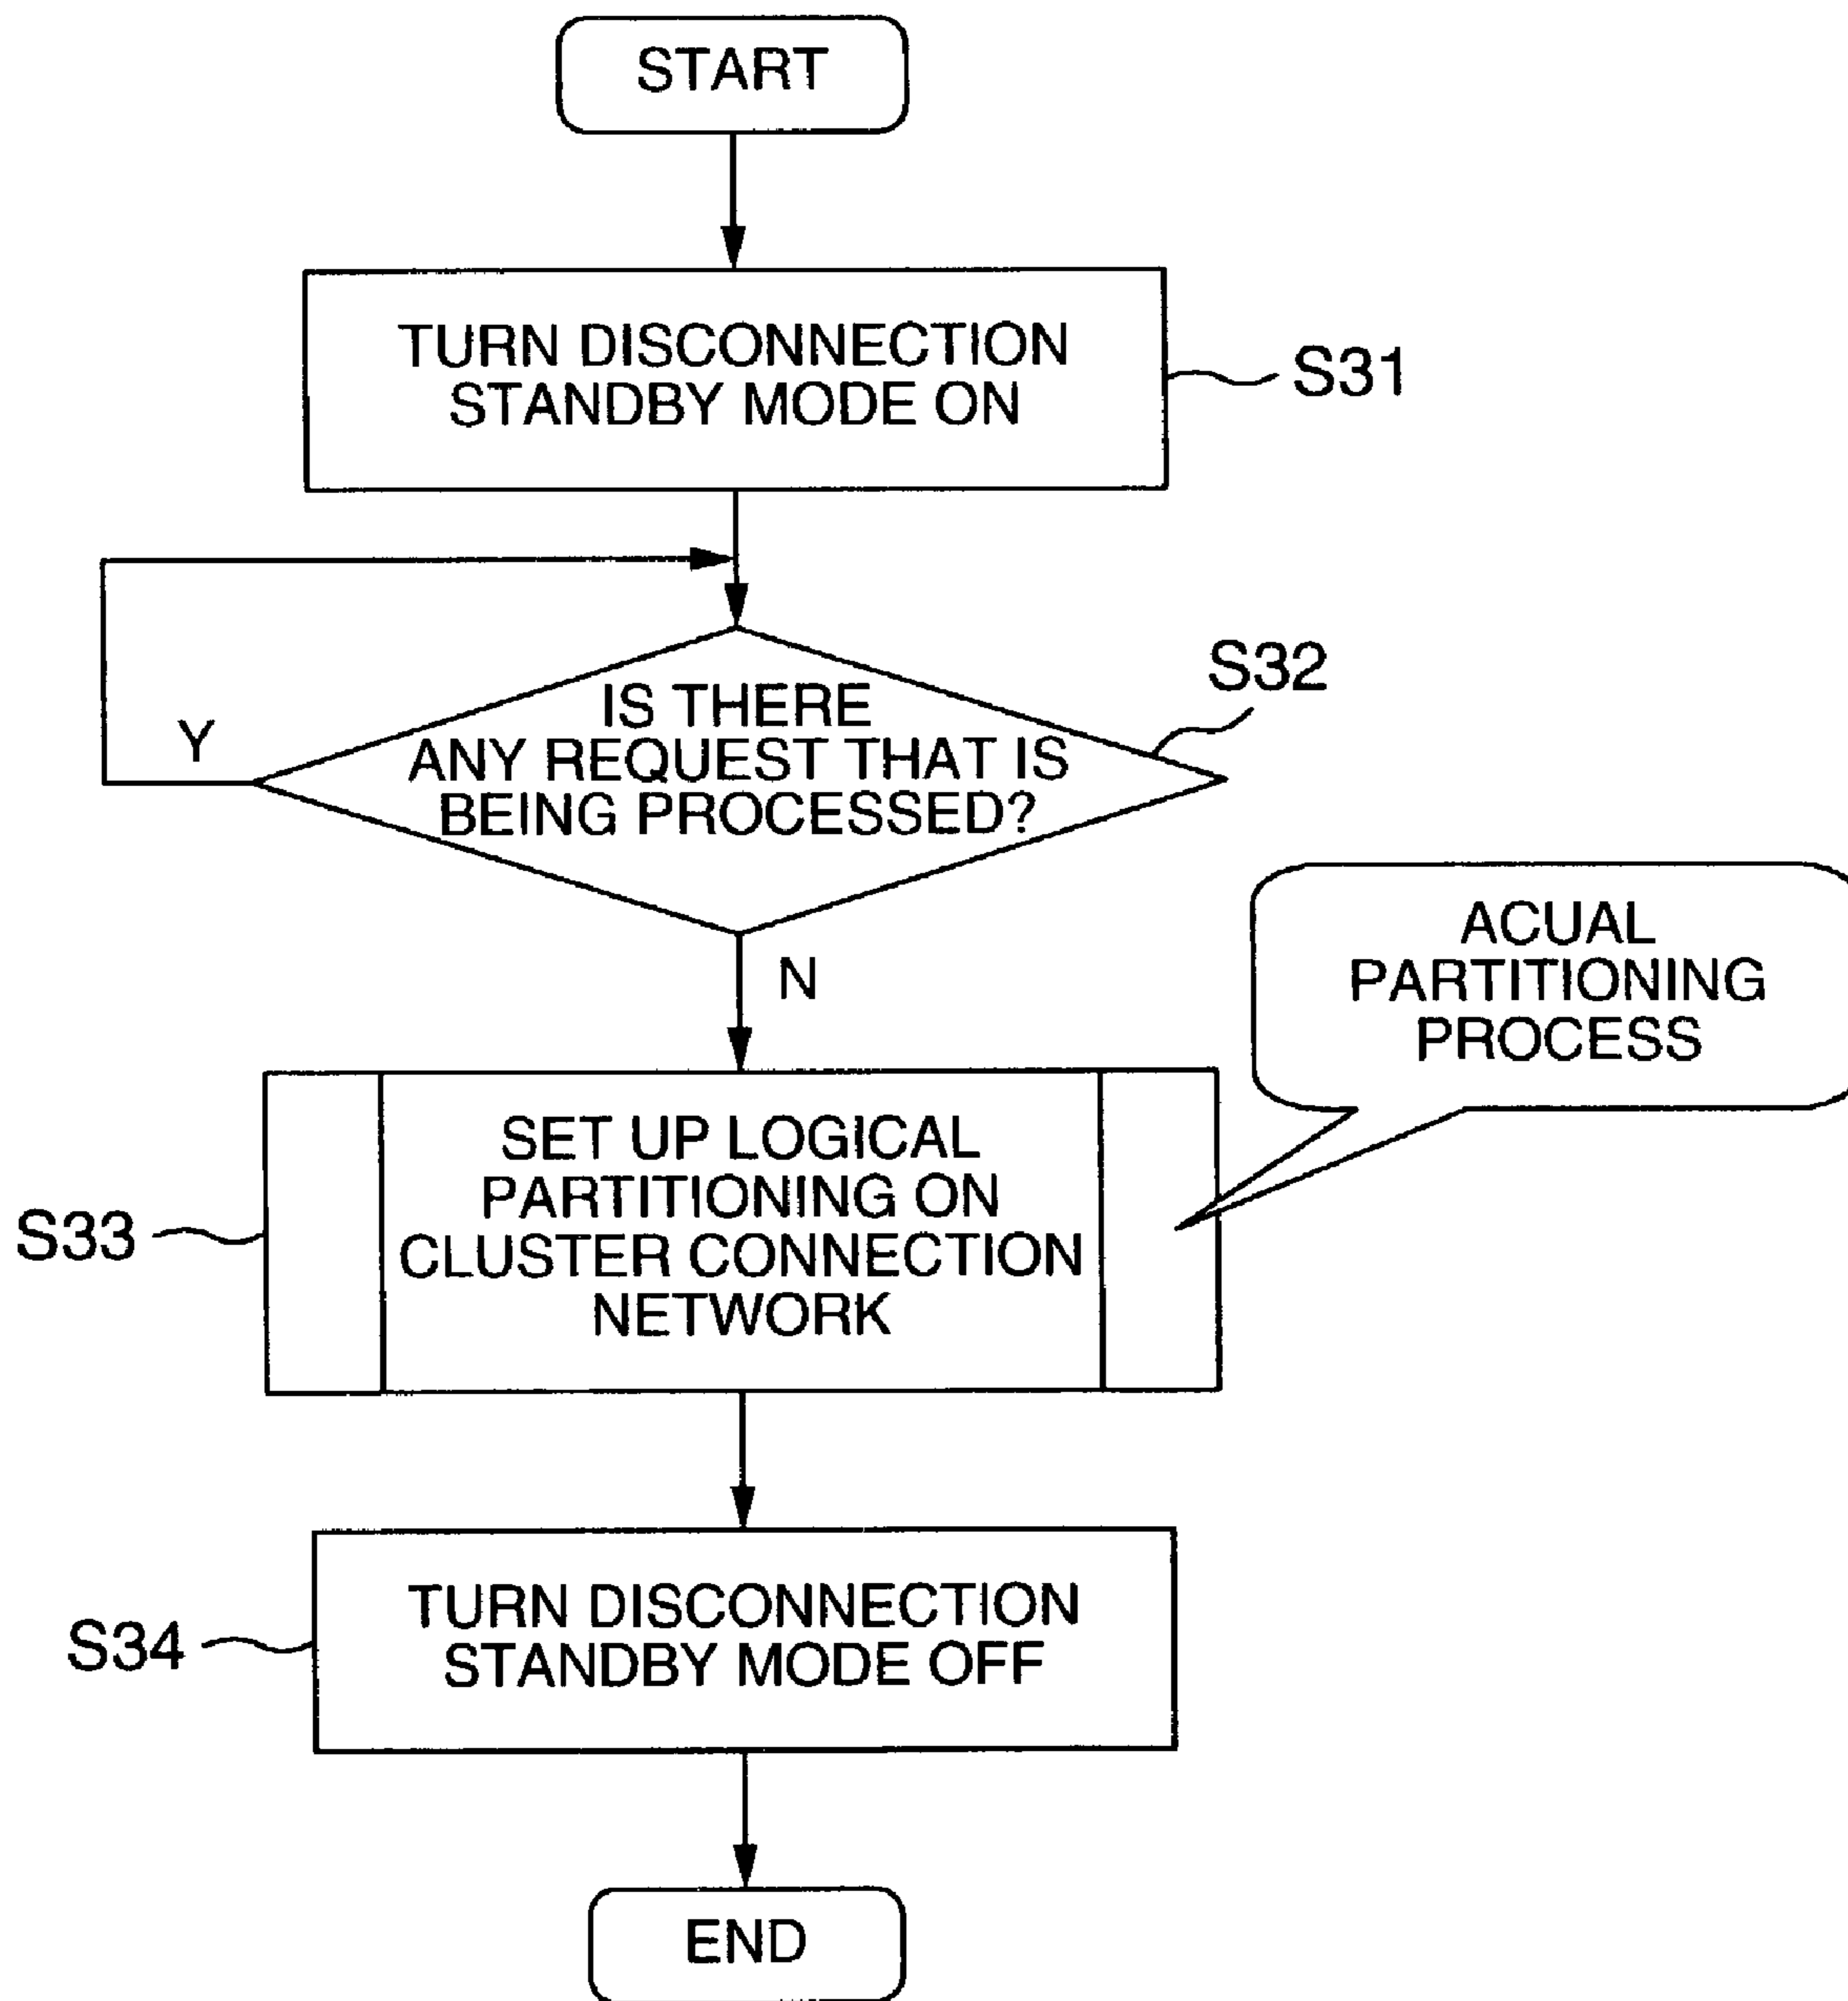 START
TURN DISCONNECTION
STANDBY MODE ON
S31
S32
IS THERE
ANY REQUEST THAT IS
BEING PROCESSED?
Y
N
ACUAL
PARTITIONING
PROCESS
S33
SET UP LOGICAL
PARTITIONING ON
CLUSTER CONNECTION
NETWORK
S34
TURN DISCONNECTION
STANDBY MODE OFF
END